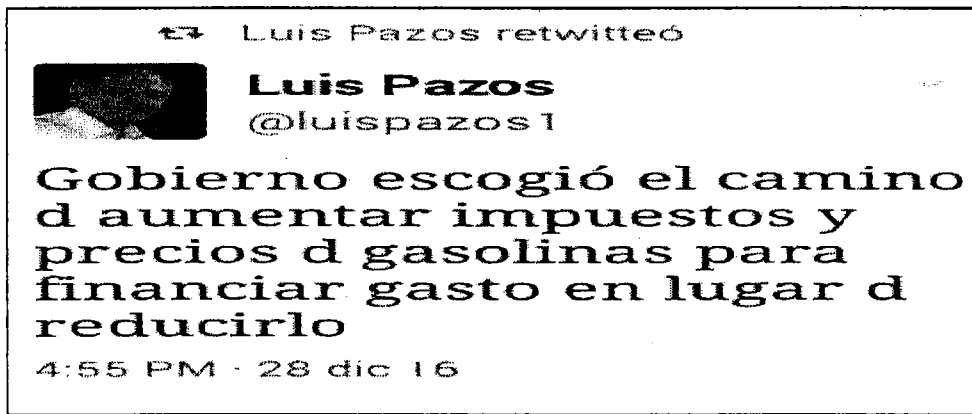 Luis Pazos retwitteó
Luis Pazos
@luispazos1
Gobierno escogió el camino
d aumentar impuestos y
precios d gasolinas para
financiar gasto en lugar d
reducirlo
4:55 PM · 28 dic 16